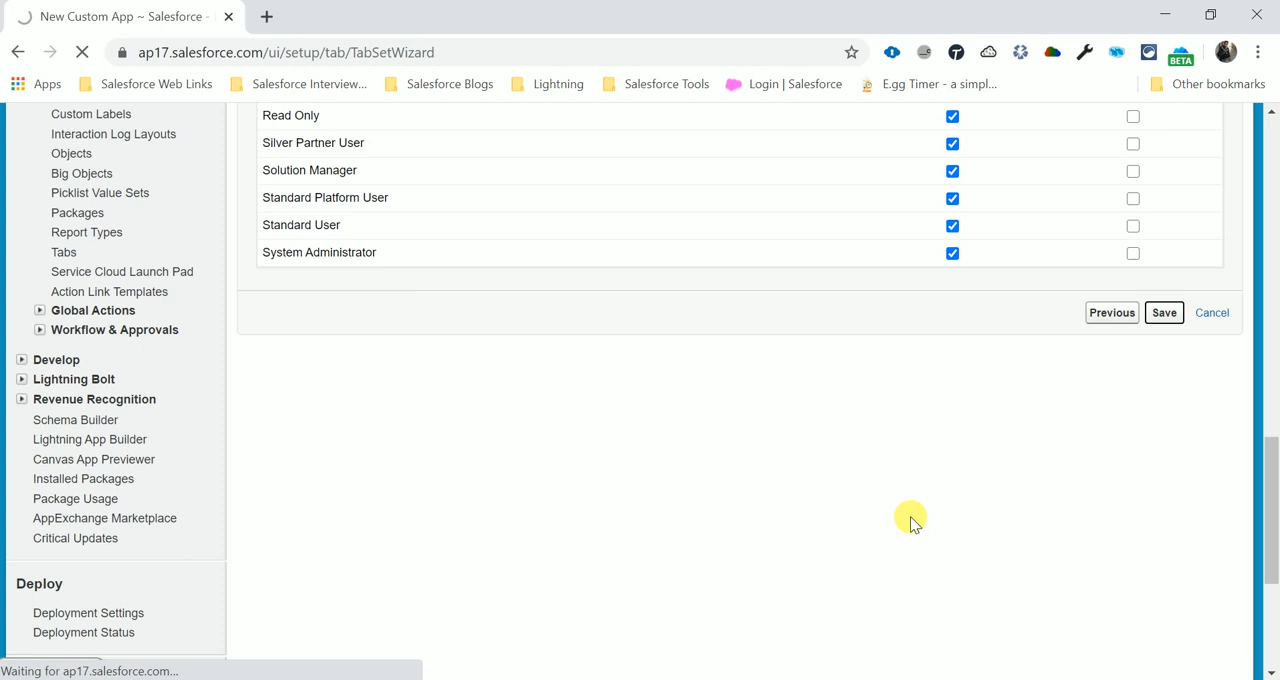 New Custom App ~ Salesforce -
ap17.salesforce.com/ui/setup/tab/TabSetWizard
BETA
Apps
Salesforce Web Links
Salesforce Interview...
Salesforce Blogs
Lightning
Salesforce Tools
Login | Salesforce
E.gg Timer - a simpl...
Other bookmarks
Custom Labels
Interaction Log Layouts
Objects
Big Objects
Picklist Value Sets
Packages
Report Types
Tabs
Service Cloud Launch Pad
Action Link Templates
Global Actions
Workflow & Approvals
Develop
Lightning Bolt
Revenue Recognition
Schema Builder
Lightning App Builder
Canvas App Previewer
Installed Packages
Package Usage
AppExchange Marketplace
Critical Updates
Deploy
Deployment Settings
Deployment Status
Waiting for ap17.salesforce.com...
Read Only
Silver Partner User
Solution Manager
Standard Platform User
Standard User
System Administrator
Previous Save Cancel